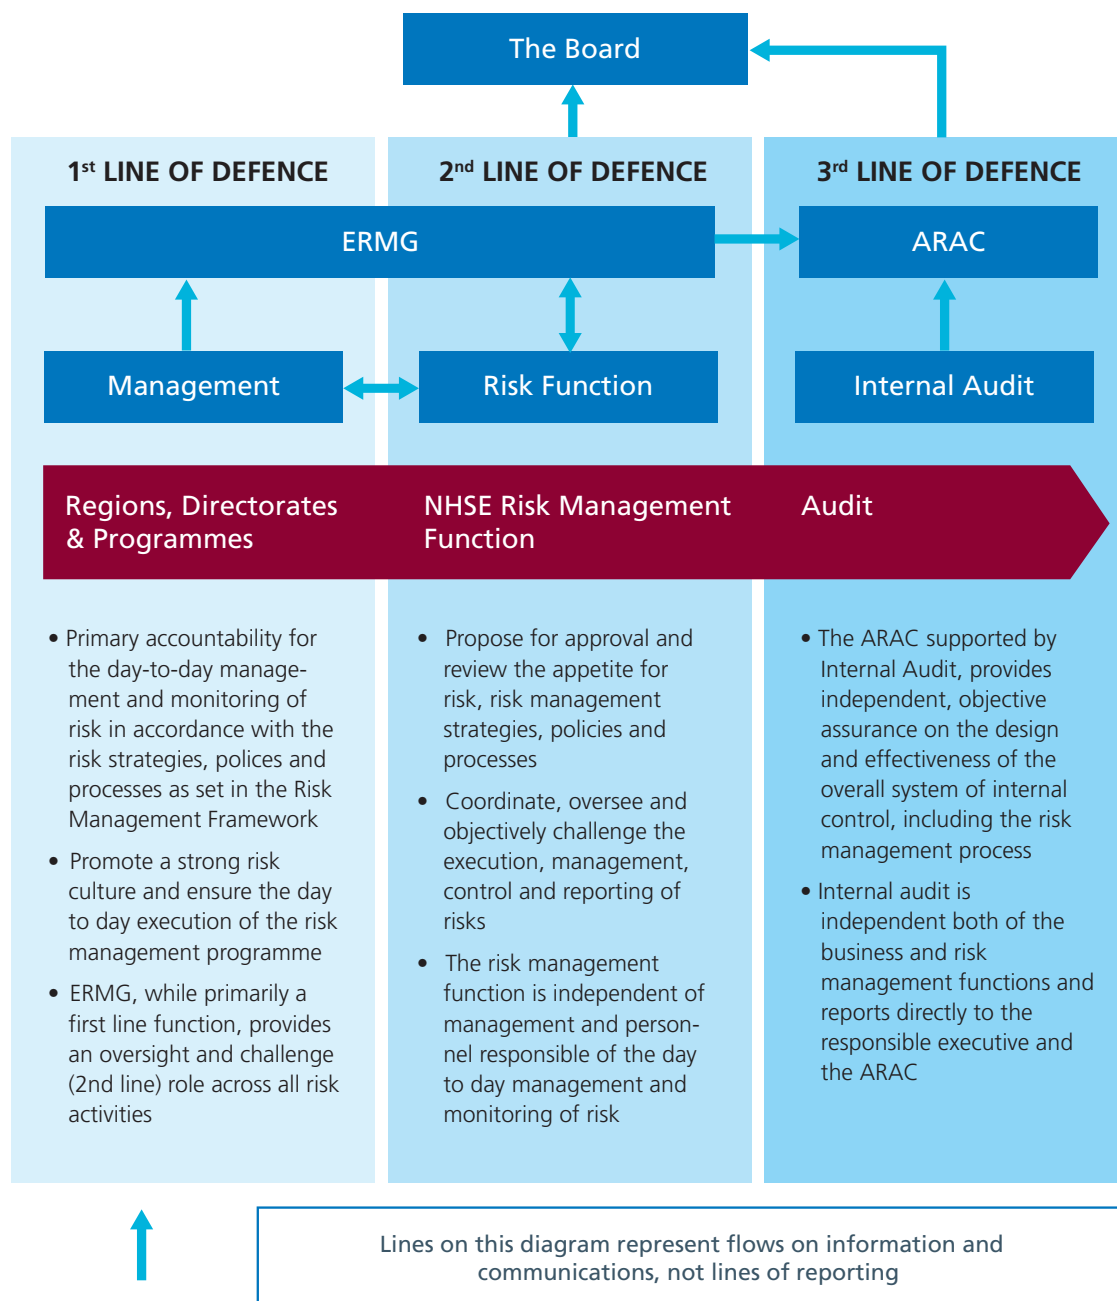 The Board
1st LINE OF DEFENCE
2nd LINE OF DEFENCE
3rd LINE OF DEFENCE
ERMG
ARAC
Management
Risk Function
Internal Audit
Regions, Directorates
& Programmes
NHSE Risk Management
Function
Audit
• Primary accountability for
the day-to-day manage-
ment and monitoring of
risk in accordance with the
risk strategies, polices and
processes as set in the Risk
Management Framework
• Promote a strong risk
culture and ensure the day
to day execution of the risk
management programme
• ERMG, while primarily a
first line function, provides
an oversight and challenge
(2nd line) role across all risk
activities
• Propose for approval and
review the appetite for
risk, risk management
strategies, policies and
processes
• Coordinate, oversee and
objectively challenge the
execution, management,
control and reporting of
risks
• The risk management
function is independent of
management and person-
nel responsible of the day
to day management and
monitoring of risk
• The ARAC supported by
Internal Audit, provides
independent, objective
assurance on the design
and effectiveness of the
overall system of internal
control, including the risk
management process
• Internal audit is
independent both of the
business and risk
management functions and
reports directly to the
responsible executive and
the ARAC
Lines on this diagram represent flows on information and
communications, not lines of reporting